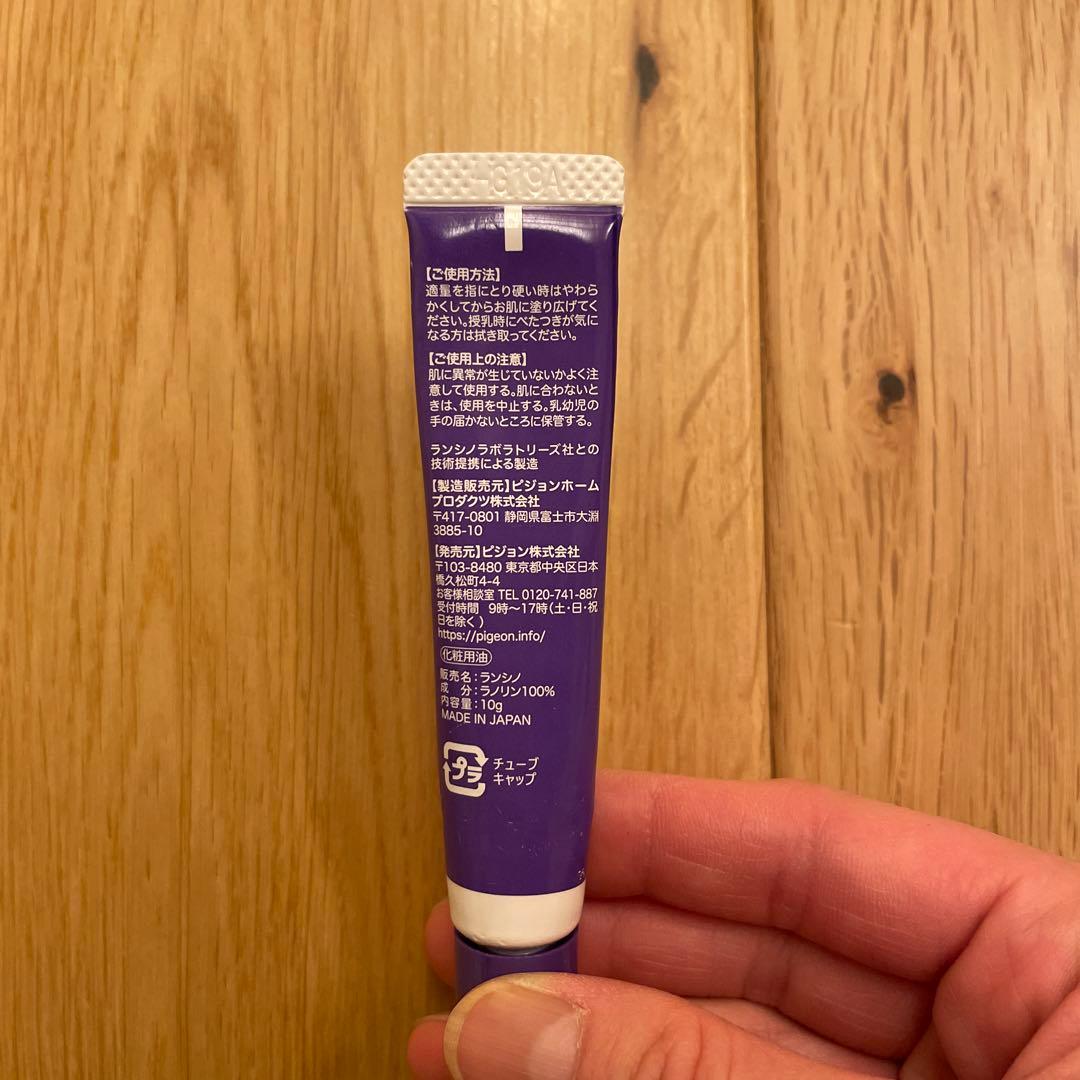 【ご使用方法】
適量を指にとり硬い時はやわら
かくしてからお肌に塗り広げてく
ださい。授乳時にべたつきが気に
なる方は拭き取ってください。
【ご使用上の注意】
肌に異常が生じていないかよく注
意して使用する。肌に合わないと
きは、使用を中止する。乳幼児の
手の届かないところに保管する。
ランシノラボラトリーズ社との
技術提携による製造
【製造販売元】ピジョンホーム
プロダクツ株式会社
〒417-0801 静岡県富士市大淵
3885-10
【発売元】ピジョン株式会社
〒103-8480 東京都中央区日本
橋久松町4-4
お客様相談室 TEL 0120-741-887
受付時間 9時～17時(土・日・祝
日を除く)
https://pigeon.info/
化粧用油
販売名：ランシノ
成 分：ラノリン100%
内容量：10g
MADE IN JAPAN
プラ チューブ
キャップ